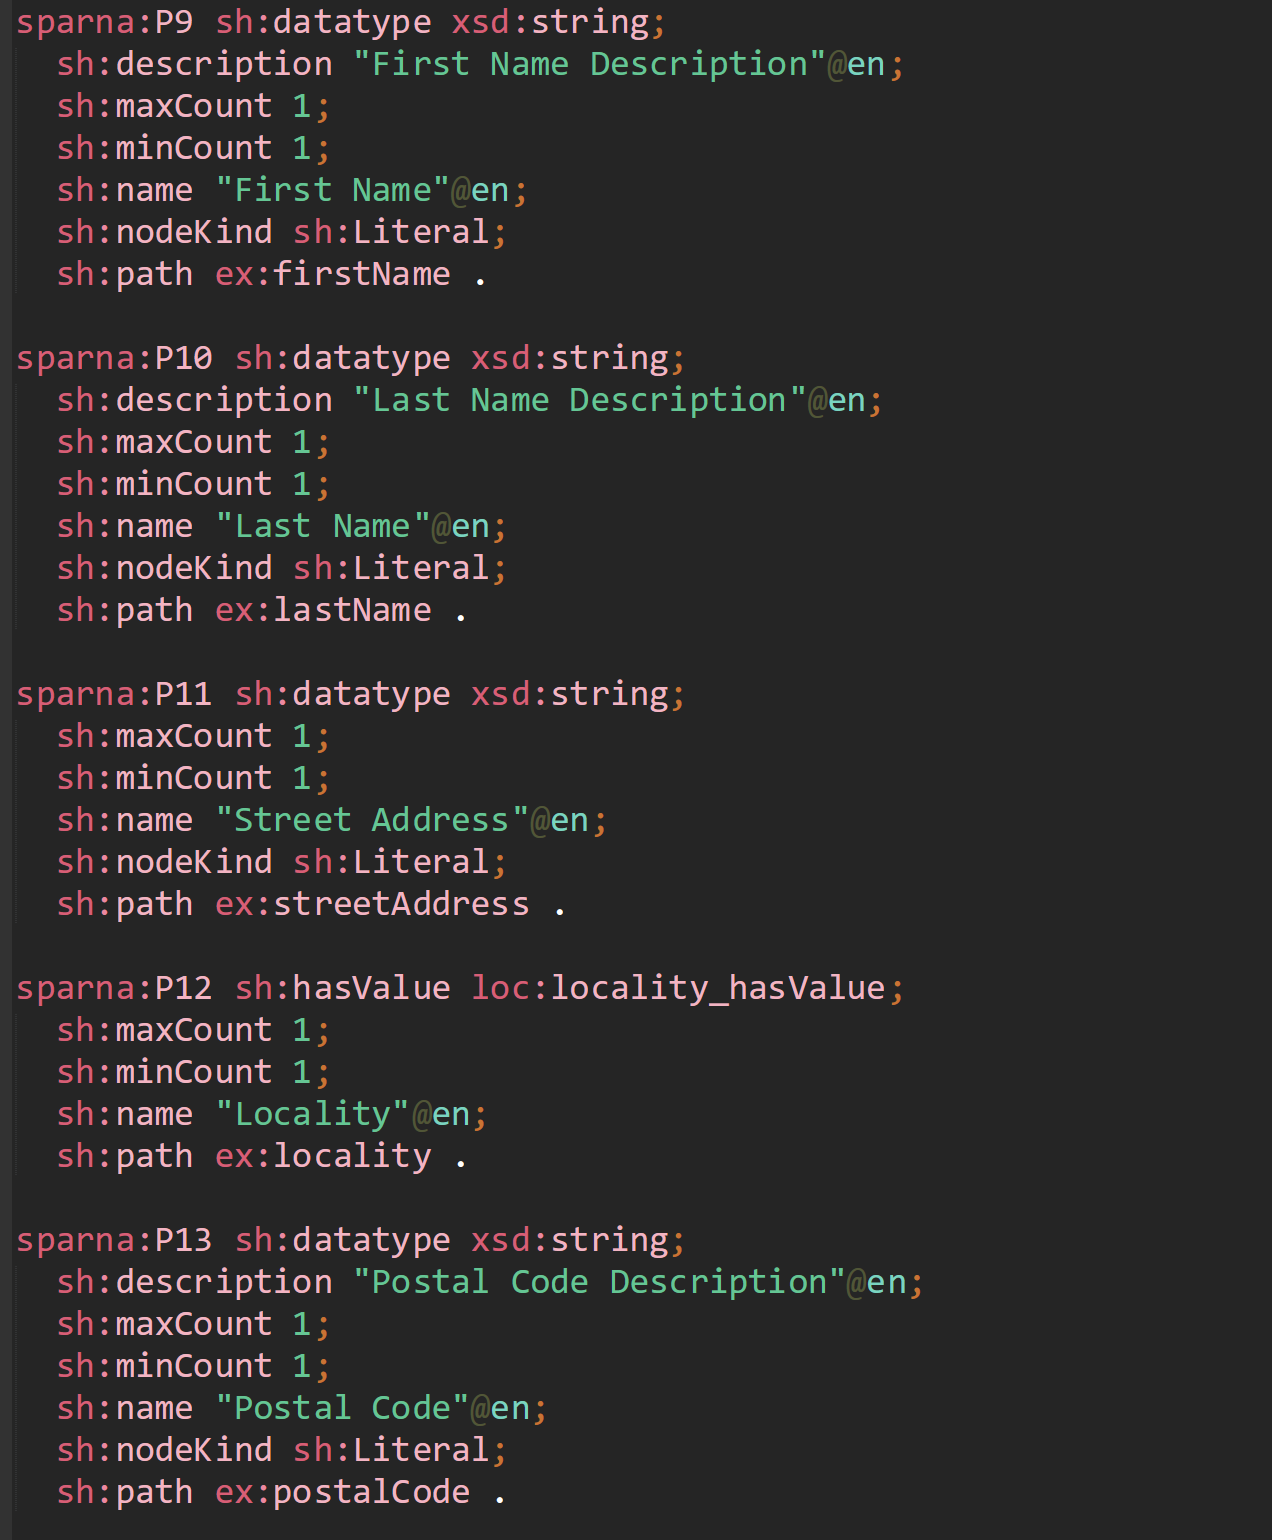 sparna:P9 sh:datatype xsd:string;
  sh:description "First Name Description"@en;
  sh:maxCount 1;
  sh:minCount 1;
  sh:name "First Name"@en;
  sh:nodeKind sh:Literal;
  sh:path ex:firstName .

sparna:P10 sh:datatype xsd:string;
  sh:description "Last Name Description"@en;
  sh:maxCount 1;
  sh:minCount 1;
  sh:name "Last Name"@en;
  sh:nodeKind sh:Literal;
  sh:path ex:lastName .

sparna:P11 sh:datatype xsd:string;
  sh:maxCount 1;
  sh:minCount 1;
  sh:name "Street Address"@en;
  sh:nodeKind sh:Literal;
  sh:path ex:streetAddress .

sparna:P12 sh:hasValue loc:locality_hasValue;
  sh:maxCount 1;
  sh:minCount 1;
  sh:name "Locality"@en;
  sh:path ex:locality .

sparna:P13 sh:datatype xsd:string;
  sh:description "Postal Code Description"@en;
  sh:maxCount 1;
  sh:minCount 1;
  sh:name "Postal Code"@en;
  sh:nodeKind sh:Literal;
  sh:path ex:postalCode .